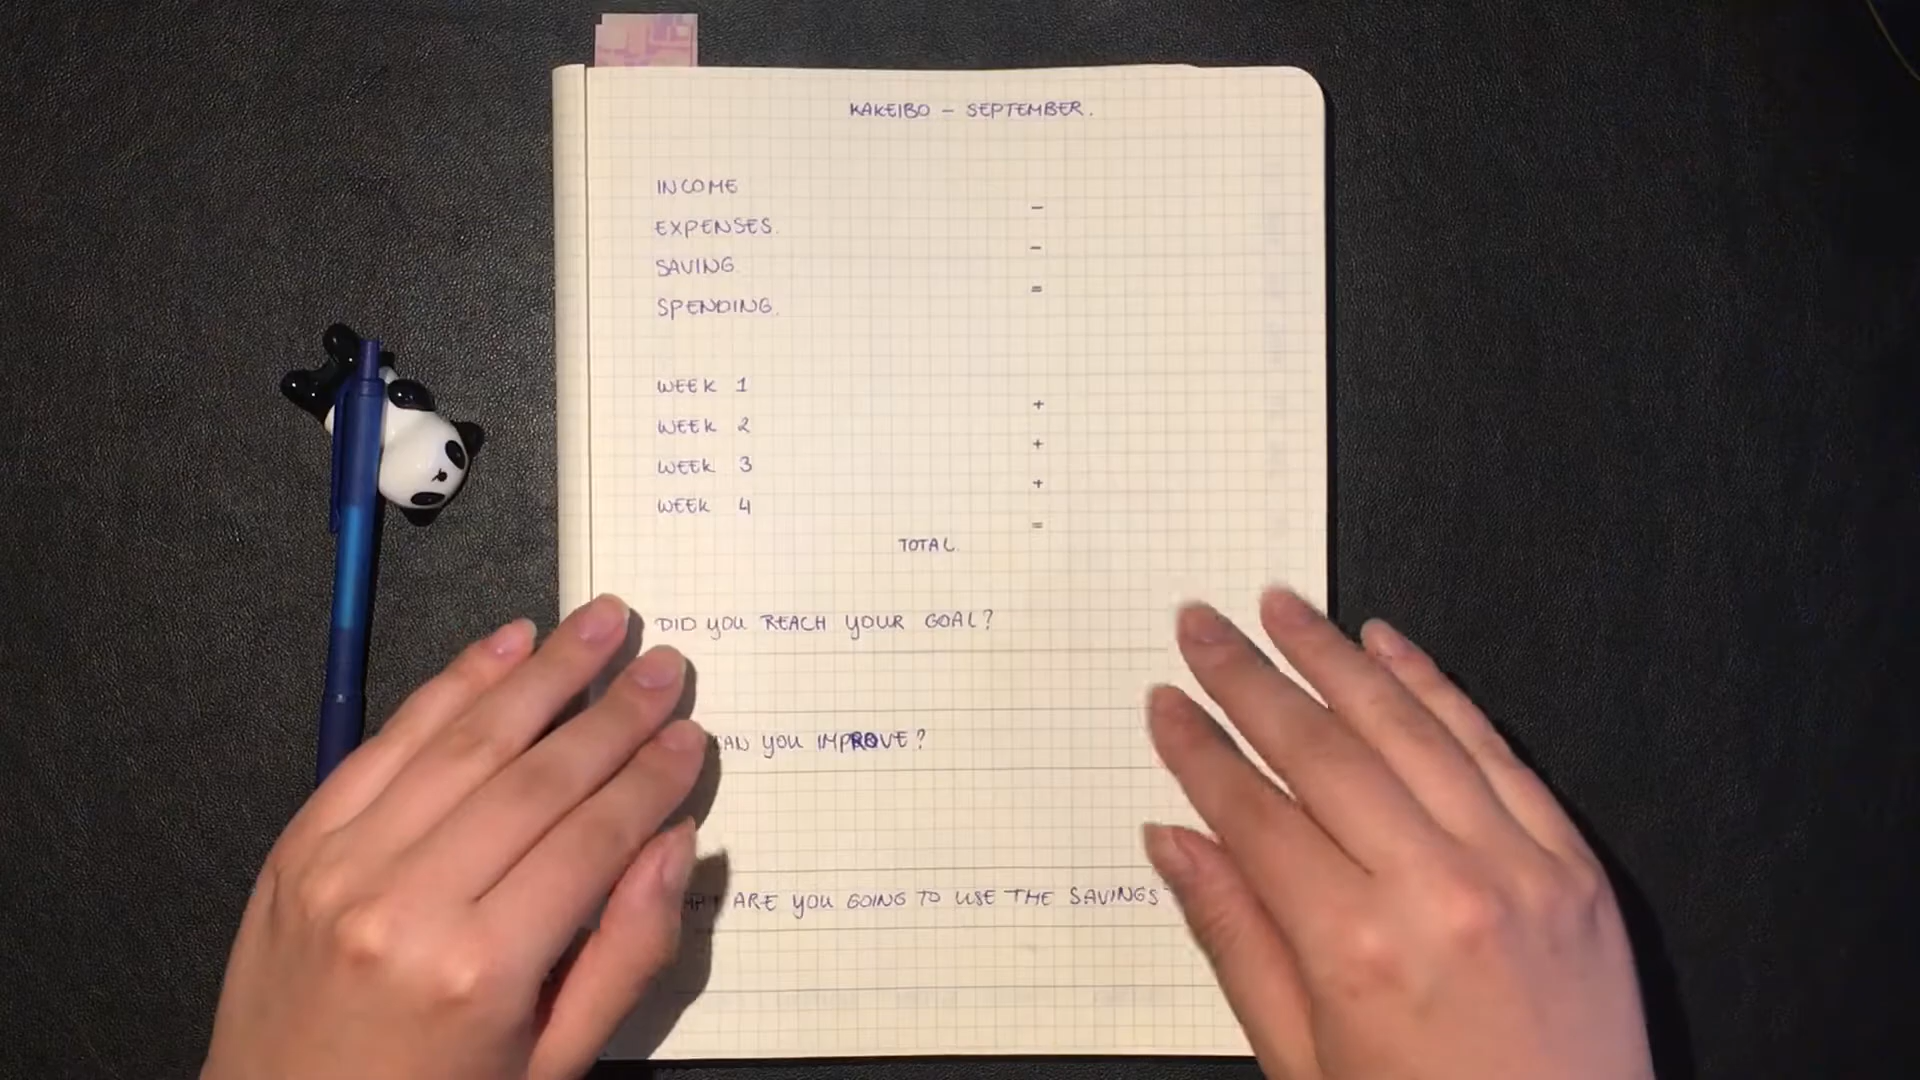 KAKEIBO – SEPTEMBER.
INCOME
–
EXPENSES.
–
SAVING.
=
SPENDING.
WEEK 1
+
WEEK 2
+
WEEK 3
+
WEEK 4
=
TOTAL.
DID YOU REACH YOUR GOAL?
YOU IMPROVE?
ARE YOU GOING TO USE THE SAVINGS